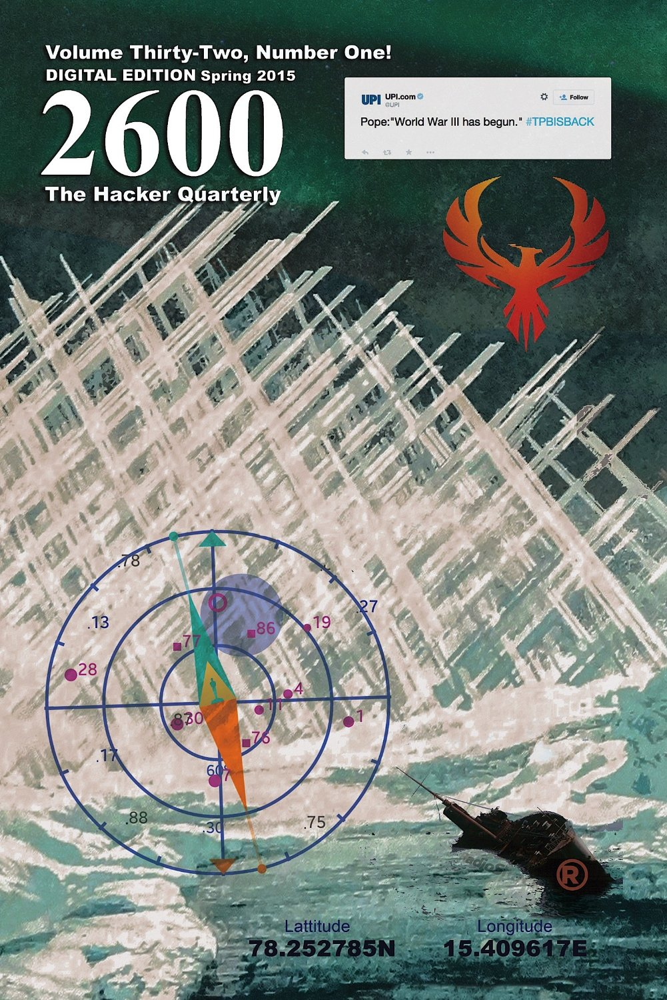 Volume Thirty-Two, Number One!
DIGITAL EDITION Spring 2015
2600
The Hacker Quarterly
UPI UPI.com
@UPI
Follow
Pope:"World War III has begun." #TPBISBACK
.78
.27
.13
19
86
77
28
4
11
1
30
76
.17
60°
7
.88
.75
.30
®
Lattitude
78.252785N
Longitude
15.409617E